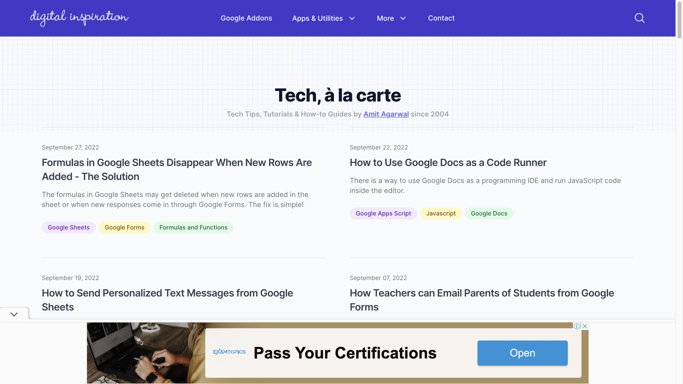 digital inspiration
Google Addons
Apps & Utilities
More
Contact
Tech, à la carte
Tech Tips, Tutorials & How-to Guides by Amit Agarwal since 2004
September 27, 2022
Formulas in Google Sheets Disappear When New Rows Are
Added - The Solution
The formulas in Google Sheets may get deleted when new rows are added in the
sheet or when new responses come in through Google Forms. The fix is simple!
Google Sheets
Google Forms
Formulas and Functions
September 22, 2022
How to Use Google Docs as a Code Runner
There is a way to use Google Docs as a programming IDE and run JavaScript code
inside the editor.
Google Apps Script
Javascript
Google Docs
September 19, 2022
How to Send Personalized Text Messages from Google
Sheets
September 07, 2022
How Teachers can Email Parents of Students from Google
Forms
Pass Your Certifications
Open